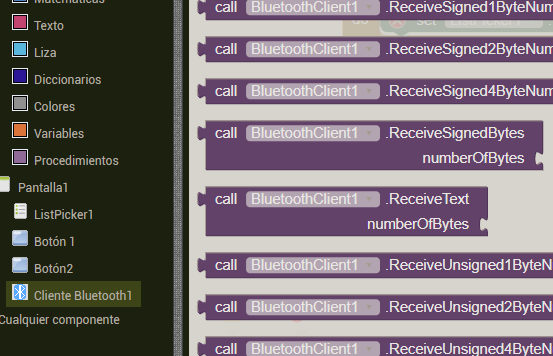 Matemáticas
Texto
Liza
Diccionarios
Colores
Variables
Procedimientos
Pantalla1
ListPicker1
Botón 1
Botón2
Cliente Bluetooth1
Cualquier componente
call BluetoothClient1 .ReceiveSigned1ByteNum
call BluetoothClient1 .ReceiveSigned2ByteNum
call BluetoothClient1 .ReceiveSigned4ByteNum
call BluetoothClient1 .ReceiveSignedBytes
numberOfBytes
call BluetoothClient1 .ReceiveText
numberOfBytes
call BluetoothClient1 .ReceiveUnsigned1ByteN
call BluetoothClient1 .ReceiveUnsigned2ByteN
call BluetoothClient1 .ReceiveUnsigned4ByteN